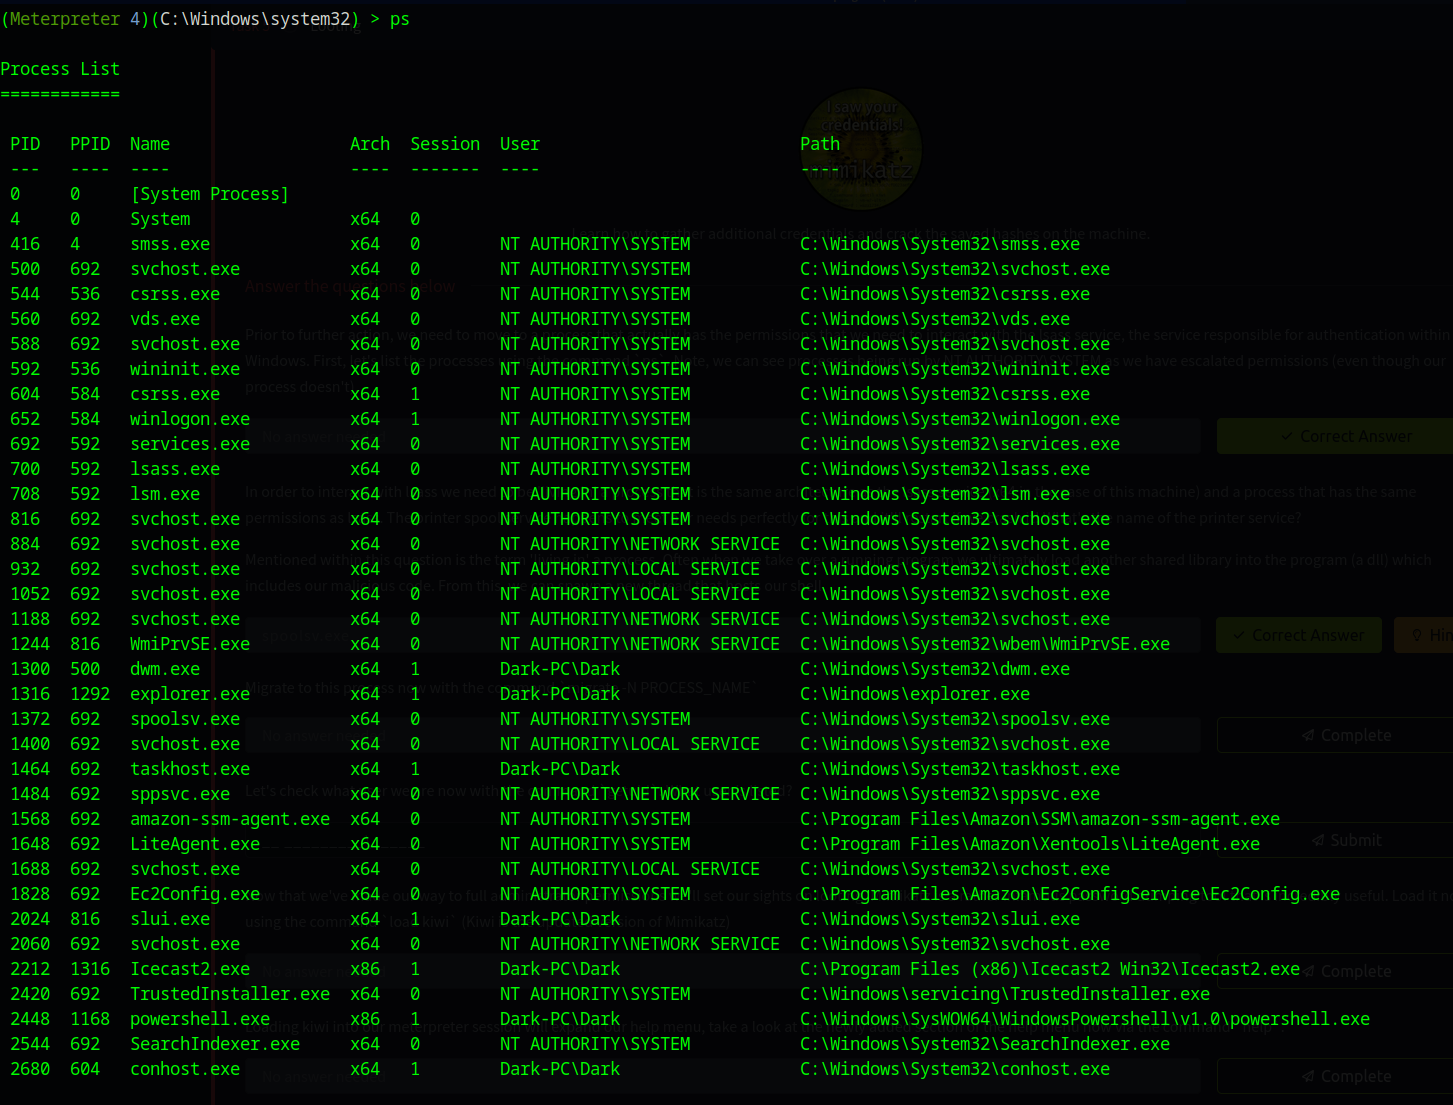 (Meterpreter 4)(C:\Windows\system32) > ps
Process List
============
PID PPID Name Arch Session User Path
--- ---- ---- ---- ------- ---- ----
0 0 [System Process]
4 0 System x64 0
416 4 smss.exe x64 0 NT AUTHORITY\SYSTEM C:\Windows\System32\smss.exe
500 692 svchost.exe x64 0 NT AUTHORITY\SYSTEM C:\Windows\System32\svchost.exe
544 536 csrss.exe x64 0 NT AUTHORITY\SYSTEM C:\Windows\System32\csrss.exe
560 692 vds.exe x64 0 NT AUTHORITY\SYSTEM C:\Windows\System32\vds.exe
588 692 svchost.exe x64 0 NT AUTHORITY\SYSTEM C:\Windows\System32\svchost.exe
592 536 wininit.exe x64 0 NT AUTHORITY\SYSTEM C:\Windows\System32\wininit.exe
604 584 csrss.exe x64 1 NT AUTHORITY\SYSTEM C:\Windows\System32\csrss.exe
652 584 winlogon.exe x64 1 NT AUTHORITY\SYSTEM C:\Windows\System32\winlogon.exe
692 592 services.exe x64 0 NT AUTHORITY\SYSTEM C:\Windows\System32\services.exe
700 592 lsass.exe x64 0 NT AUTHORITY\SYSTEM C:\Windows\System32\lsass.exe
708 592 lsm.exe x64 0 NT AUTHORITY\SYSTEM C:\Windows\System32\lsm.exe
816 692 svchost.exe x64 0 NT AUTHORITY\SYSTEM C:\Windows\System32\svchost.exe
884 692 svchost.exe x64 0 NT AUTHORITY\NETWORK SERVICE C:\Windows\System32\svchost.exe
932 692 svchost.exe x64 0 NT AUTHORITY\LOCAL SERVICE C:\Windows\System32\svchost.exe
1052 692 svchost.exe x64 0 NT AUTHORITY\LOCAL SERVICE C:\Windows\System32\svchost.exe
1188 692 svchost.exe x64 0 NT AUTHORITY\NETWORK SERVICE C:\Windows\System32\svchost.exe
1244 816 WmiPrvSE.exe x64 0 NT AUTHORITY\NETWORK SERVICE C:\Windows\System32\wbem\WmiPrvSE.exe
1300 500 dwm.exe x64 1 Dark-PC\Dark C:\Windows\System32\dwm.exe
1316 1292 explorer.exe x64 1 Dark-PC\Dark C:\Windows\explorer.exe
1372 692 spoolsv.exe x64 0 NT AUTHORITY\SYSTEM C:\Windows\System32\spoolsv.exe
1400 692 svchost.exe x64 0 NT AUTHORITY\LOCAL SERVICE C:\Windows\System32\svchost.exe
1464 692 taskhost.exe x64 1 Dark-PC\Dark C:\Windows\System32\taskhost.exe
1484 692 sppsvc.exe x64 0 NT AUTHORITY\NETWORK SERVICE C:\Windows\System32\sppsvc.exe
1568 692 amazon-ssm-agent.exe x64 0 NT AUTHORITY\SYSTEM C:\Program Files\Amazon\SSM\amazon-ssm-agent.exe
1648 692 LiteAgent.exe x64 0 NT AUTHORITY\SYSTEM C:\Program Files\Amazon\Xentools\LiteAgent.exe
1688 692 svchost.exe x64 0 NT AUTHORITY\LOCAL SERVICE C:\Windows\System32\svchost.exe
1828 692 Ec2Config.exe x64 0 NT AUTHORITY\SYSTEM C:\Program Files\Amazon\Ec2ConfigService\Ec2Config.exe
2024 816 slui.exe x64 1 Dark-PC\Dark C:\Windows\System32\slui.exe
2060 692 svchost.exe x64 0 NT AUTHORITY\NETWORK SERVICE C:\Windows\System32\svchost.exe
2212 1316 Icecast2.exe x86 1 Dark-PC\Dark C:\Program Files (x86)\Icecast2 Win32\Icecast2.exe
2420 692 TrustedInstaller.exe x64 0 NT AUTHORITY\SYSTEM C:\Windows\servicing\TrustedInstaller.exe
2448 1168 powershell.exe x86 1 Dark-PC\Dark C:\Windows\SysWOW64\WindowsPowershell\v1.0\powershell.exe
2544 692 SearchIndexer.exe x64 0 NT AUTHORITY\SYSTEM C:\Windows\System32\SearchIndexer.exe
2680 604 conhost.exe x64 1 Dark-PC\Dark C:\Windows\System32\conhost.exe